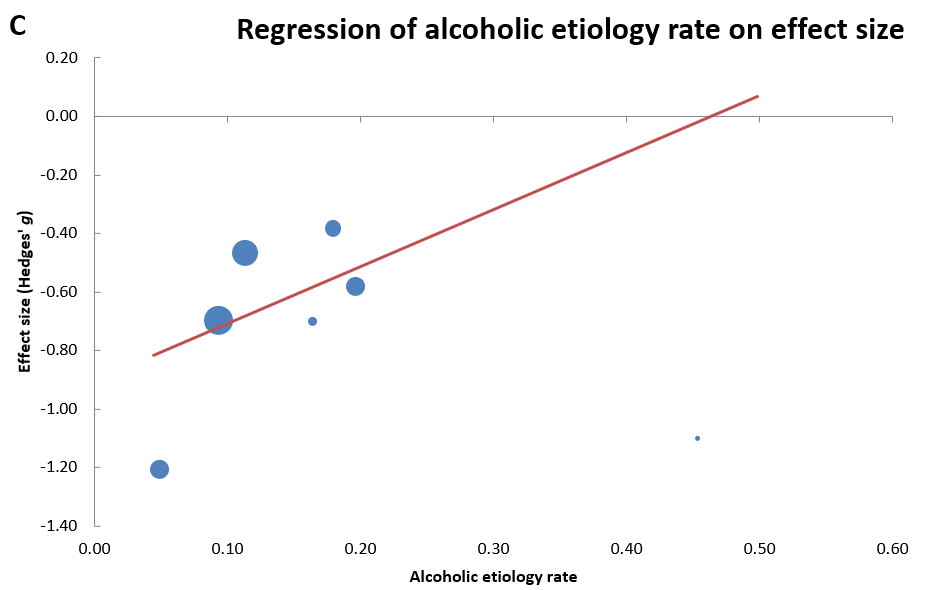 C
Regression of alcoholic etiology rate on effect size
0.20
0.00
-0.20
-0.40
-0.60
-0.80
-1.00
-1.20
-1.40
Effect size (Hedges' g)
0.00 0.10 0.20 0.30 0.40 0.50 0.60
Alcoholic etiology rate